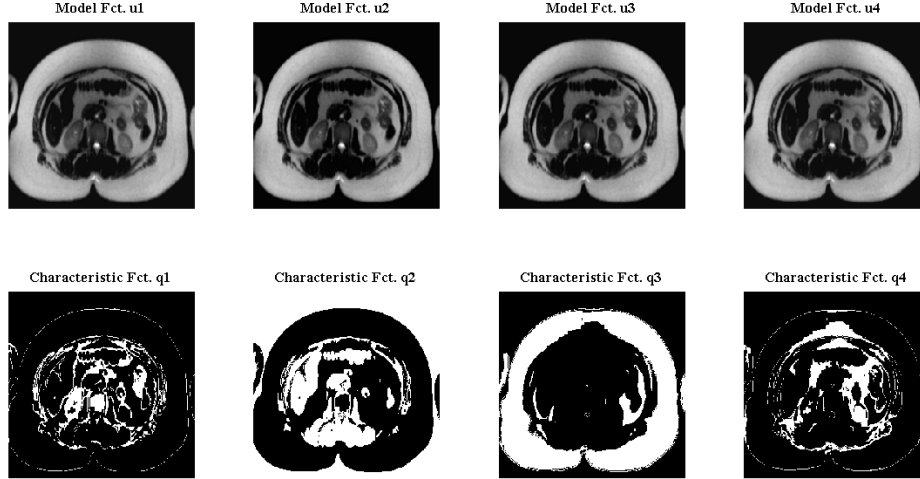 Model Fct. u1
Model Fct. u2
Model Fct. u3
Model Fct. u4
Characteristic Fct. q1
Characteristic Fct. q2
Characteristic Fct. q3
Characteristic Fct. q4